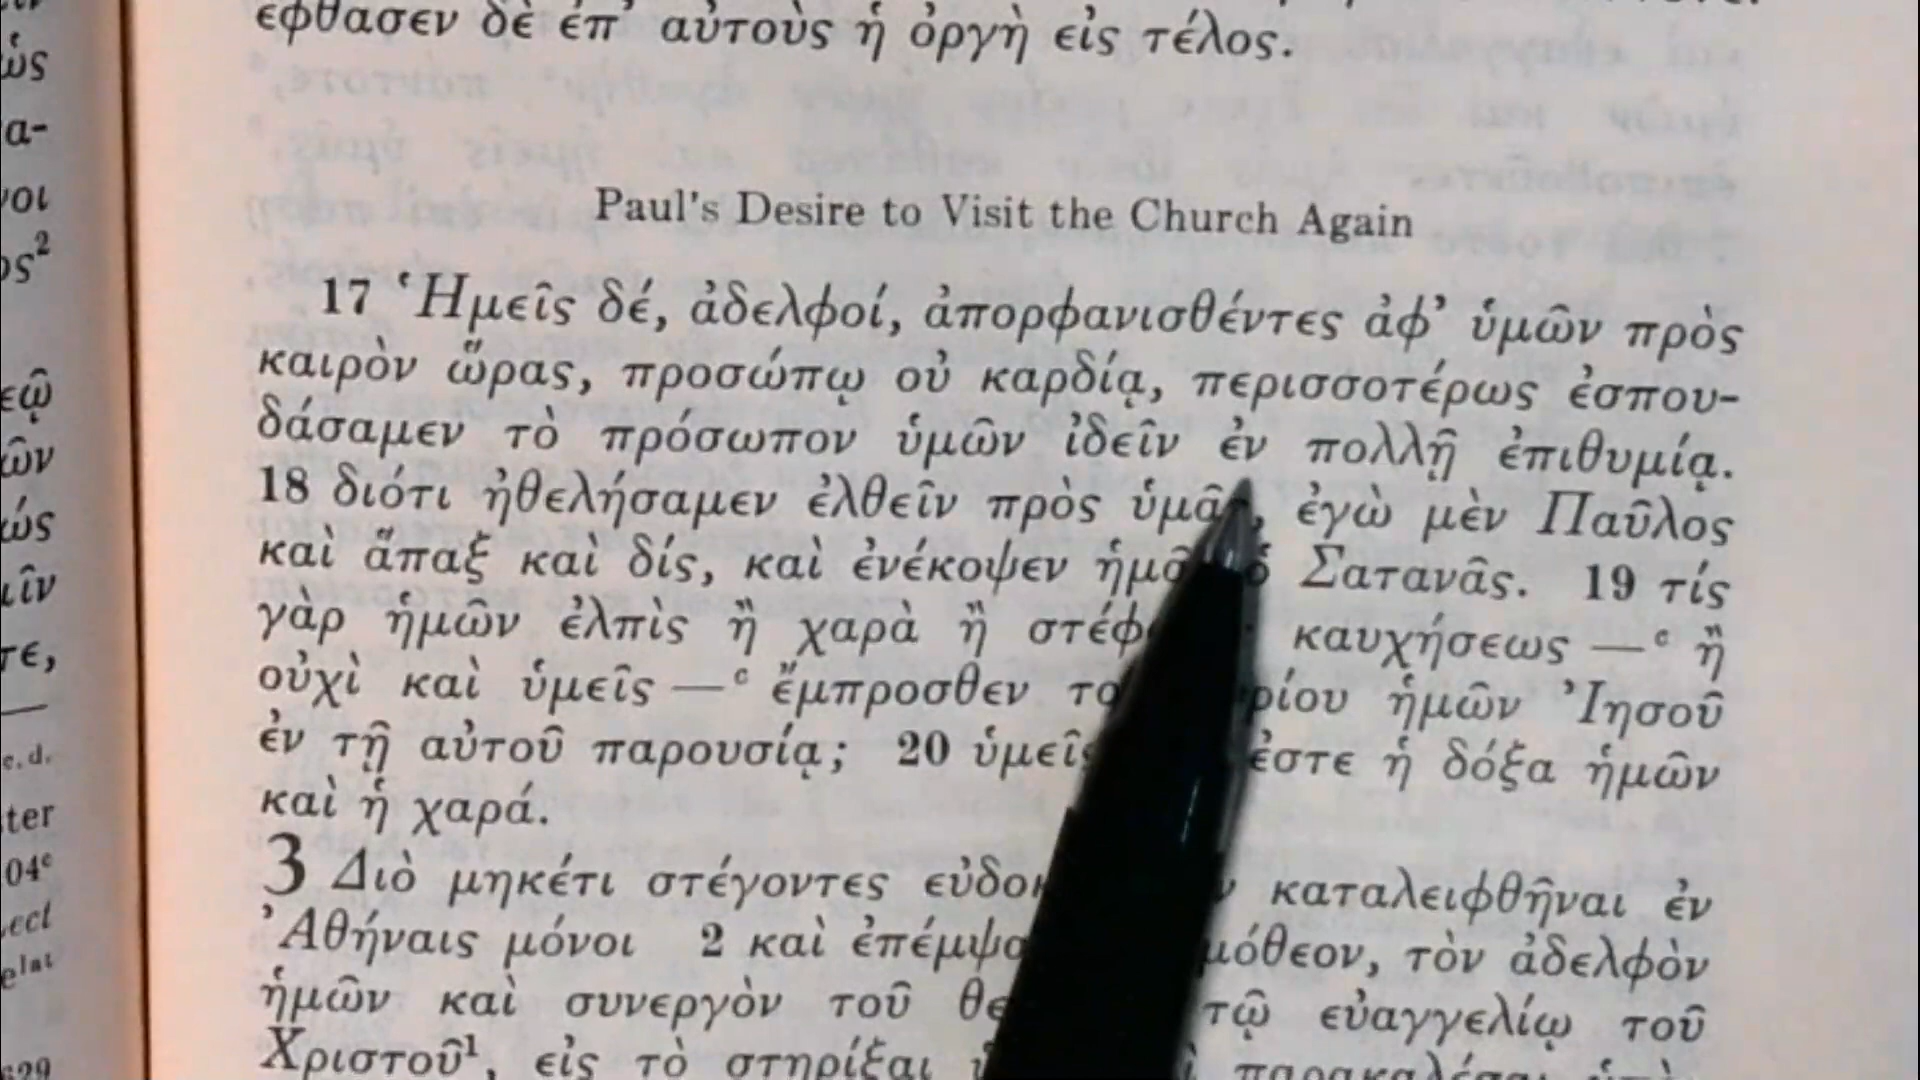 ἔφθασεν δὲ ἐπ’ αὐτοὺς ἡ ὀργὴ εἰς τέλος.
Paul's Desire to Visit the Church Again
17 Ἡμεῖς δέ, ἀδελφοί, ἀπορφανισθέντες ἀφ’ ὑμῶν πρὸς
καιρὸν ὥρας, προσώπῳ οὐ καρδίᾳ, περισσοτέρως ἐσπου-
δάσαμεν τὸ πρόσωπον ὑμῶν ἰδεῖν ἐν πολλῇ ἐπιθυμίᾳ.
18 διότι ἠθελήσαμεν ἐλθεῖν πρὸς ὑμᾶς, ἐγὼ μὲν Παῦλος
καὶ ἅπαξ καὶ δίς, καὶ ἐνέκοψεν ἡμᾶς ὁ Σατανᾶς. 19 τίς
γὰρ ἡμῶν ἐλπὶς ἢ χαρὰ ἢ καυχήσεως —ᶜ ἢ
οὐχὶ καὶ ὑμεῖς —ᶜ ἔμπροσθεν ἡμῶν Ἰησοῦ
ἐν τῇ αὐτοῦ παρουσίᾳ; 20 ὑμεῖς ἐστε ἡ δόξα ἡμῶν
καὶ ἡ χαρά.
3 Διὸ μηκέτι στέγοντες καταλειφθῆναι ἐν
Ἀθήναις μόνοι 2 καὶ τὸν ἀδελφὸν
ἡμῶν καὶ συνεργὸν τοῦ τῷ εὐαγγελίῳ τοῦ
Χριστοῦ¹, εἰς τὸ στηρίξαι